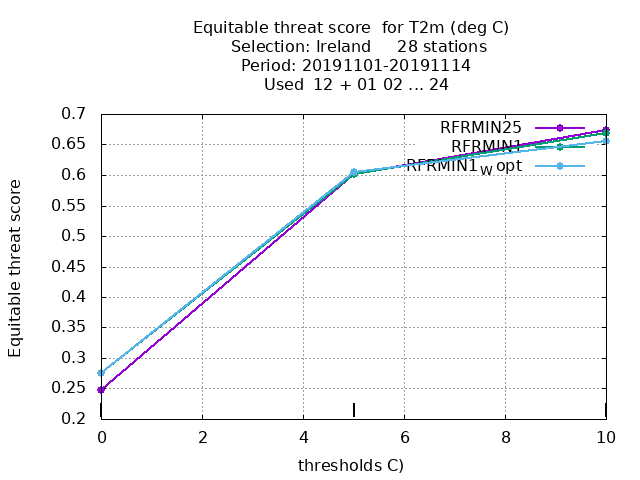 Equitable threat score for T2m (deg C)
Selection: Ireland 28 stations
Period: 20191101-20191114
Used 12 + 01 02 ... 24
0.7
0.65
0.6
0.55
0.5
0.45
0.4
0.35
0.3
0.25
0.2
Equitable threat score
RFRMIN25
RFRMIN1
RFRMIN1W opt
0 2 4 6 8 10
thresholds C)